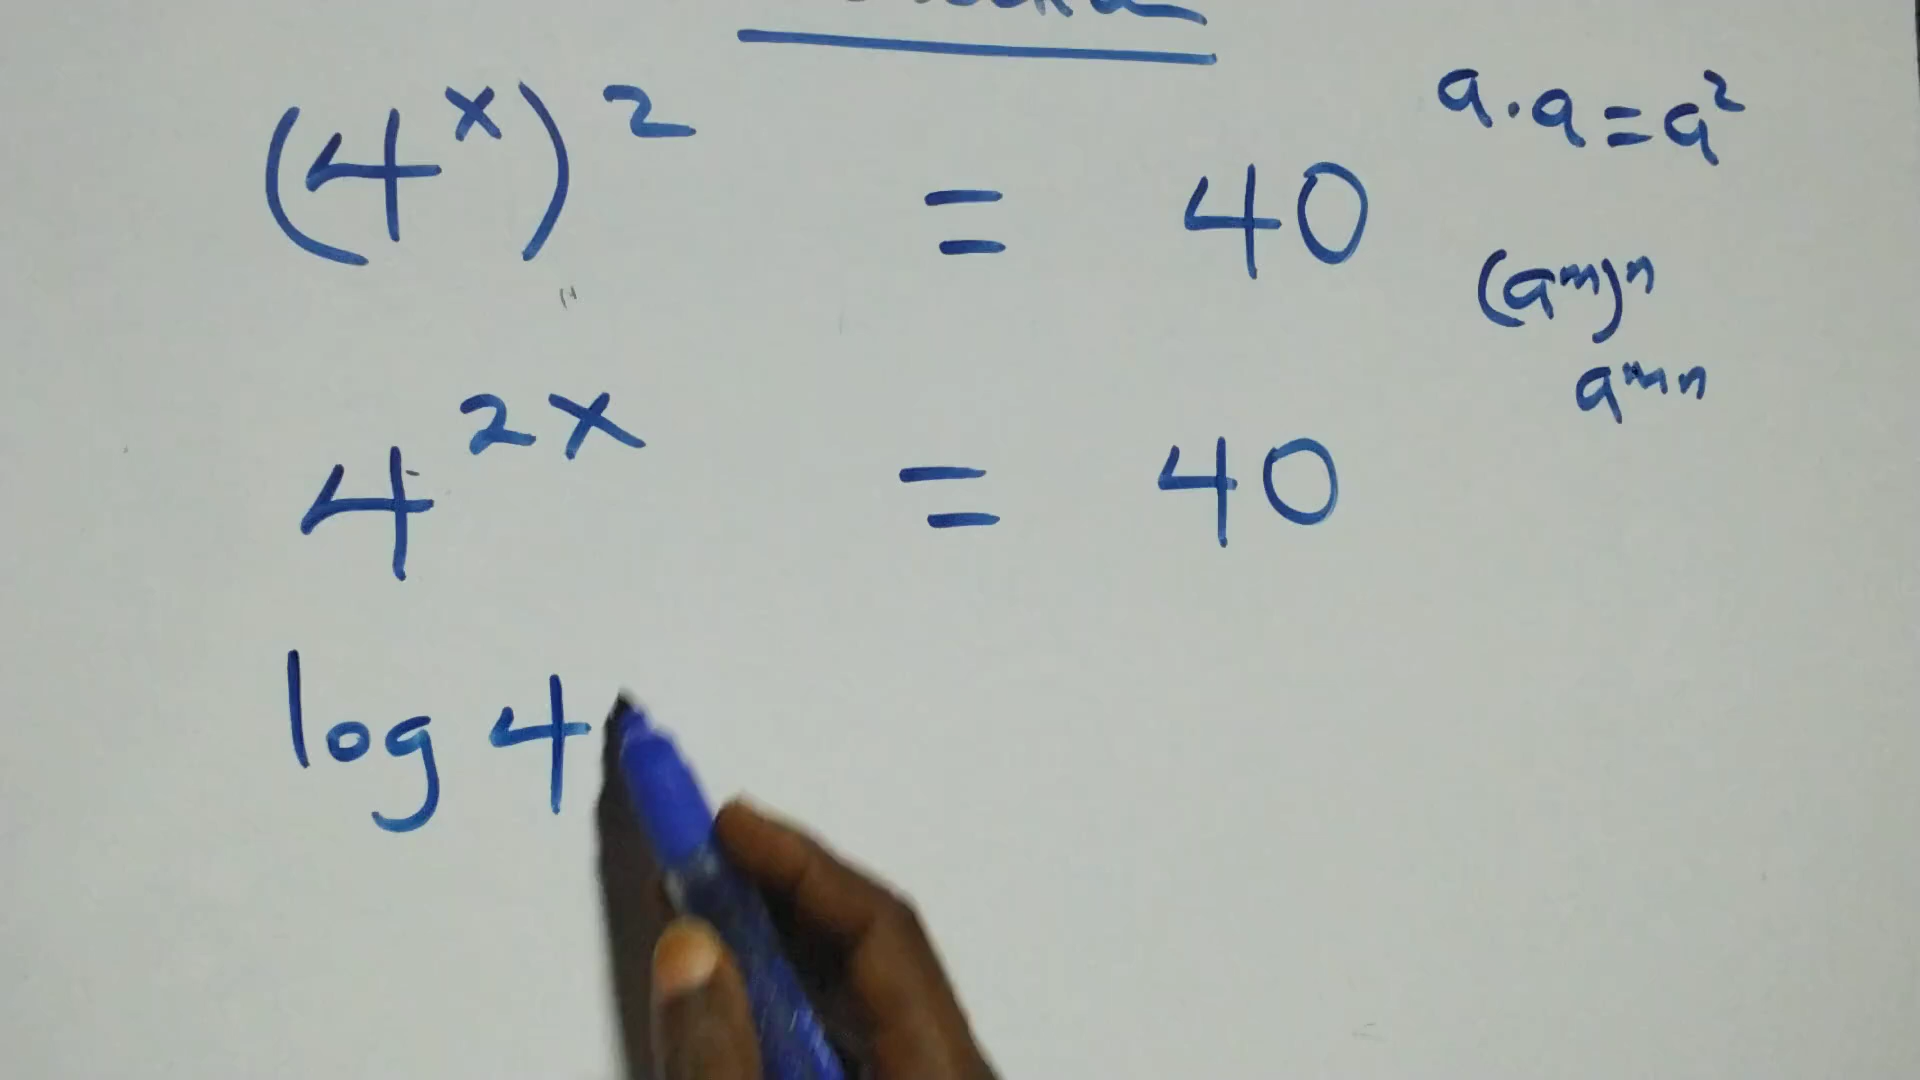 (4^x)^2 = 40
a.a=a^2
(a^m)^n
a^mn
4^2x = 40
log 4